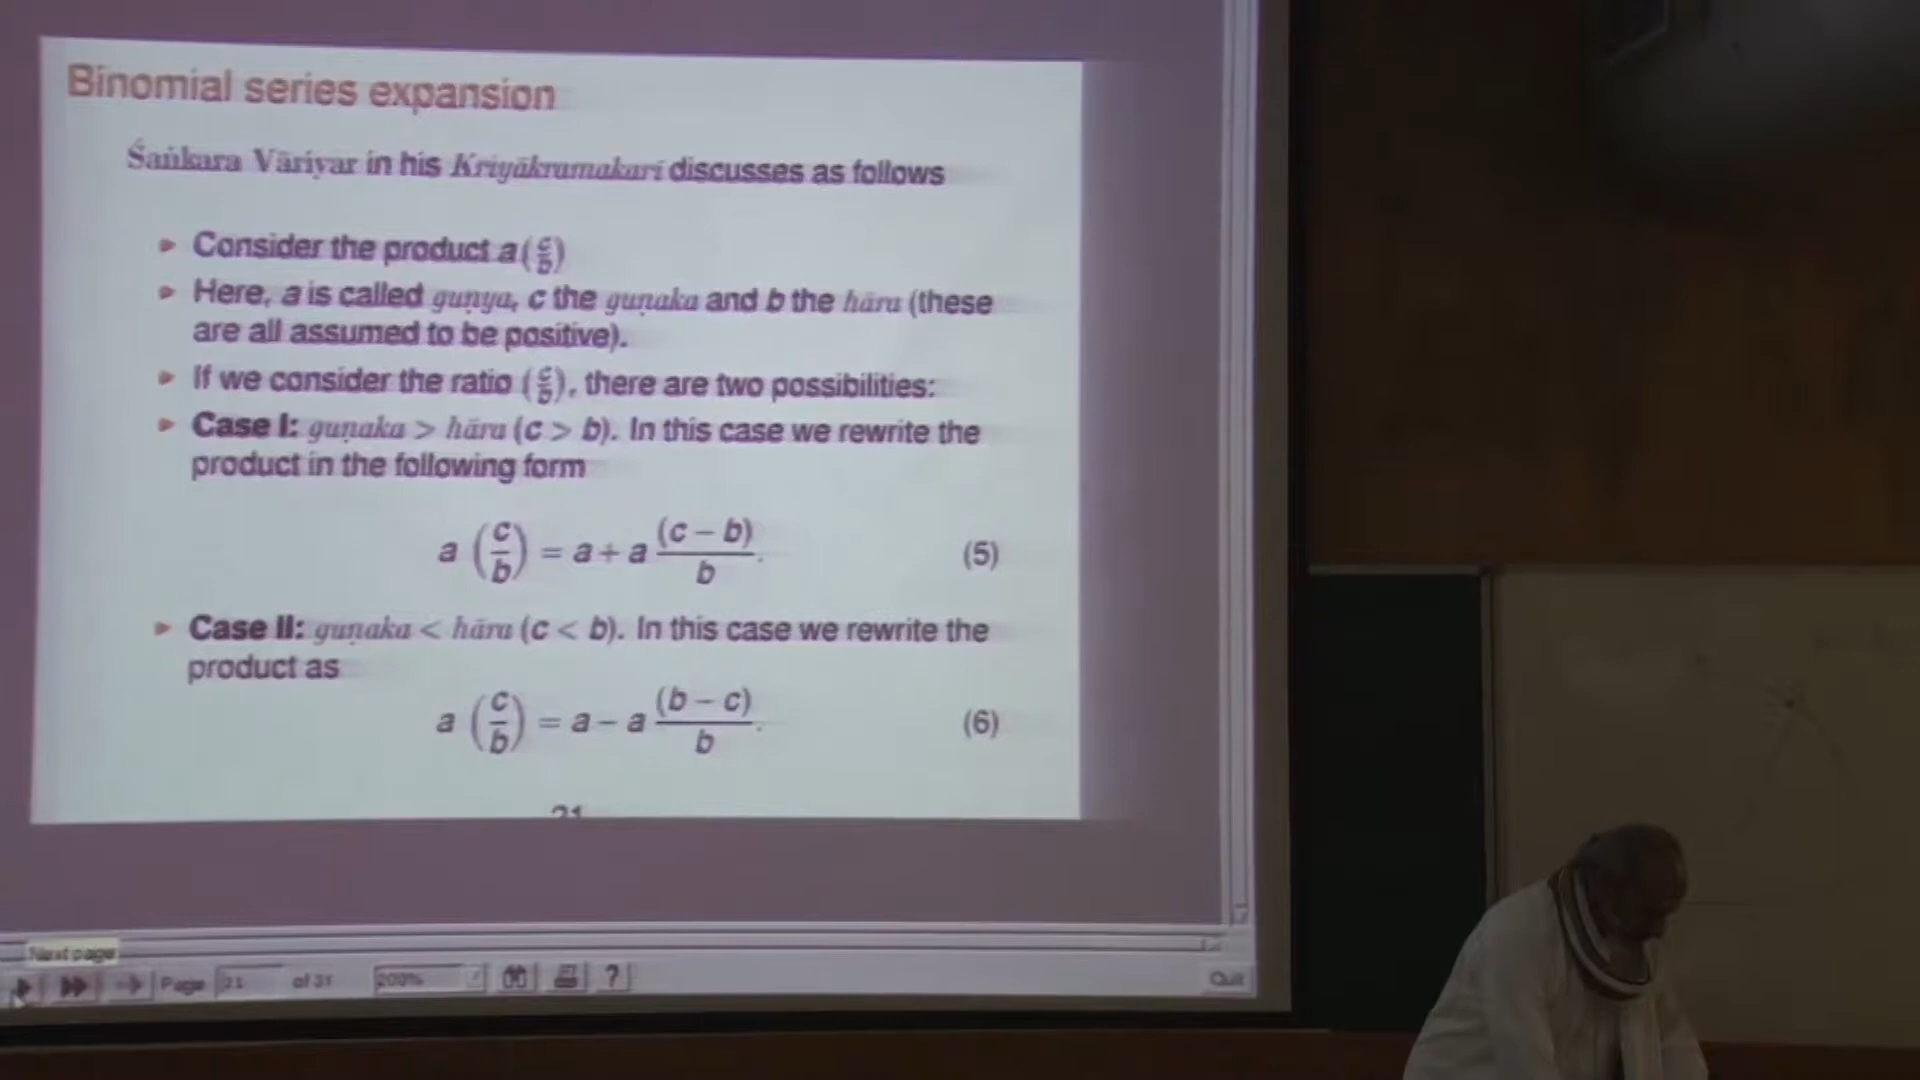 Binomial series expansion
Śaṅkara Vāriyar in his Kriyākramakarī discusses as follows
▸ Consider the product a(c/b)
▸ Here, a is called guṇya, c the guṇaka and b the hāra (these
are all assumed to be positive).
▸ If we consider the ratio (c/b), there are two possibilities:
▸ Case I: guṇaka > hāra (c > b). In this case we rewrite the
product in the following form
a (c/b) = a + a (c − b)/b. (5)
▸ Case II: guṇaka < hāra (c < b). In this case we rewrite the
product as
a (c/b) = a − a (b − c)/b. (6)
21
Next page
Page 21 of 31 200% ? Quit